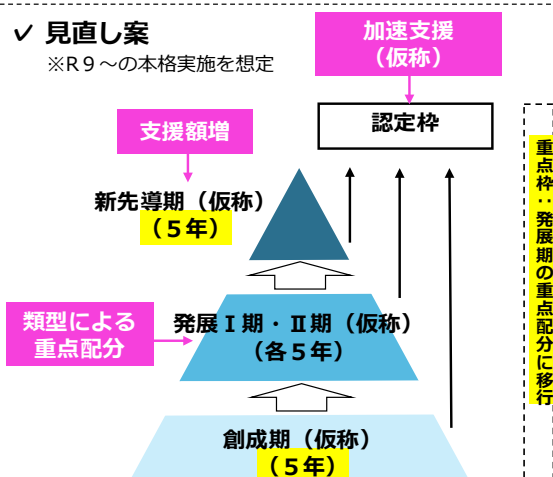 ✓ 見直し案
※R9～の本格実施を想定
加速支援
（仮称）
認定枠
支援額増
新先導期（仮称）
（５年）
類型による
重点配分
発展Ⅰ期・Ⅱ期（仮称）
（各５年）
創成期（仮称）
（５年）
重点枠：発展期の重点配分に移行